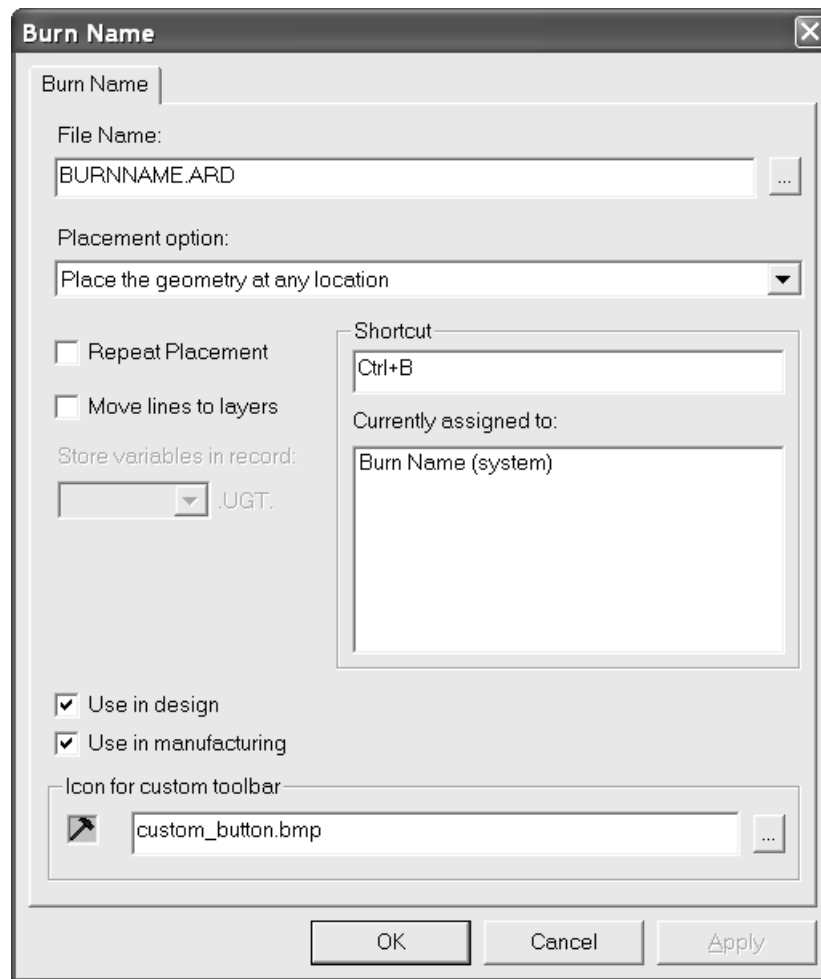 Burn Name
Burn Name
File Name:
BURNNAME.ARD
...
Placement option:
Place the geometry at any location
Repeat Placement
Move lines to layers
Store variables in record:
.UGT.
Shortcut
Ctrl+B
Currently assigned to:
Burn Name (system)
Use in design
Use in manufacturing
Icon for custom toolbar
custom_button.bmp
...
OK
Cancel
Apply